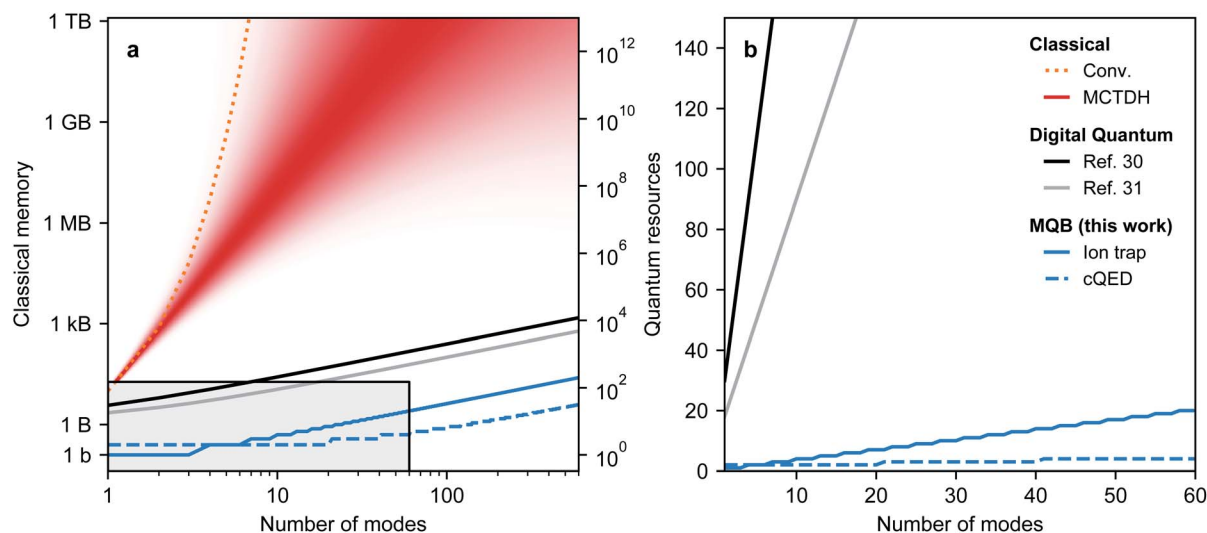 a
1 TB
1 GB
1 MB
1 kB
1 B
1 b
Classical memory
10^12
10^10
10^8
10^6
10^4
10^2
10^0
1
10
100
Number of modes
Quantum resources
b
140
120
100
80
60
40
20
0
10
20
30
40
50
60
Number of modes
Classical
Conv.
MCTDH
Digital Quantum
Ref. 30
Ref. 31
MQB (this work)
Ion trap
cQED